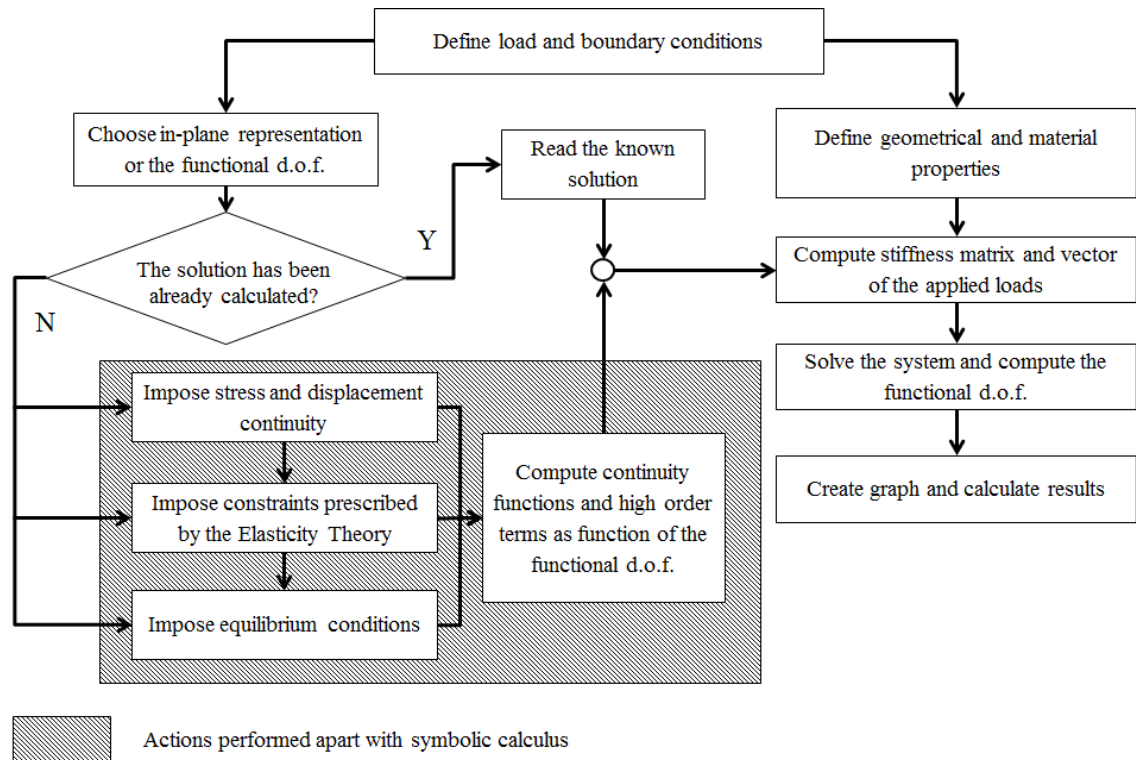 Define load and boundary conditions
Choose in-plane representation
or the functional d.o.f.
Read the known
solution
Define geometrical and material
properties
Y
The solution has been
already calculated?
Compute stiffness matrix and vector
of the applied loads
N
Solve the system and compute the
functional d.o.f.
Impose stress and displacement
continuity
Compute continuity
functions and high order
terms as function of the
functional d.o.f.
Create graph and calculate results
Impose constraints prescribed
by the Elasticity Theory
Impose equilibrium conditions
Actions performed apart with symbolic calculus